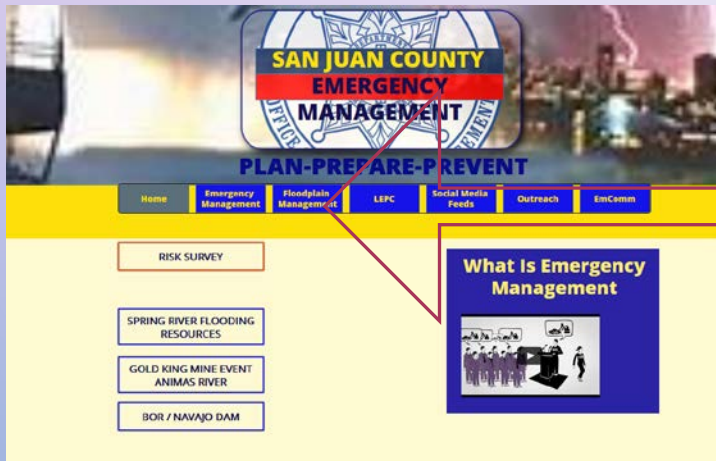 SAN JUAN COUNTY
EMERGENCY
MANAGEMENT
PLAN-PREPARE-PREVENT
Home
Emergency
Management
Floodplain
Management
LEPC
Social Media
Feeds
Outreach
EmComm
RISK SURVEY
SPRING RIVER FLOODING
RESOURCES
GOLD KING MINE EVENT
ANIMAS RIVER
BOR / NAVAJO DAM
What Is Emergency
Management